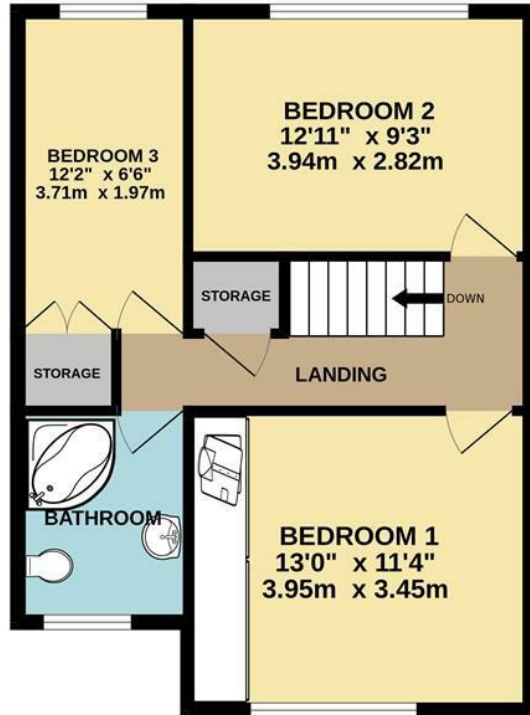 BEDROOM 2
12'11" x 9'3"
3.94m x 2.82m
BEDROOM 3
12'2" x 6'6"
3.71m x 1.97m
STORAGE
DOWN
STORAGE
LANDING
BATHROOM
BEDROOM 1
13'0" x 11'4"
3.95m x 3.45m